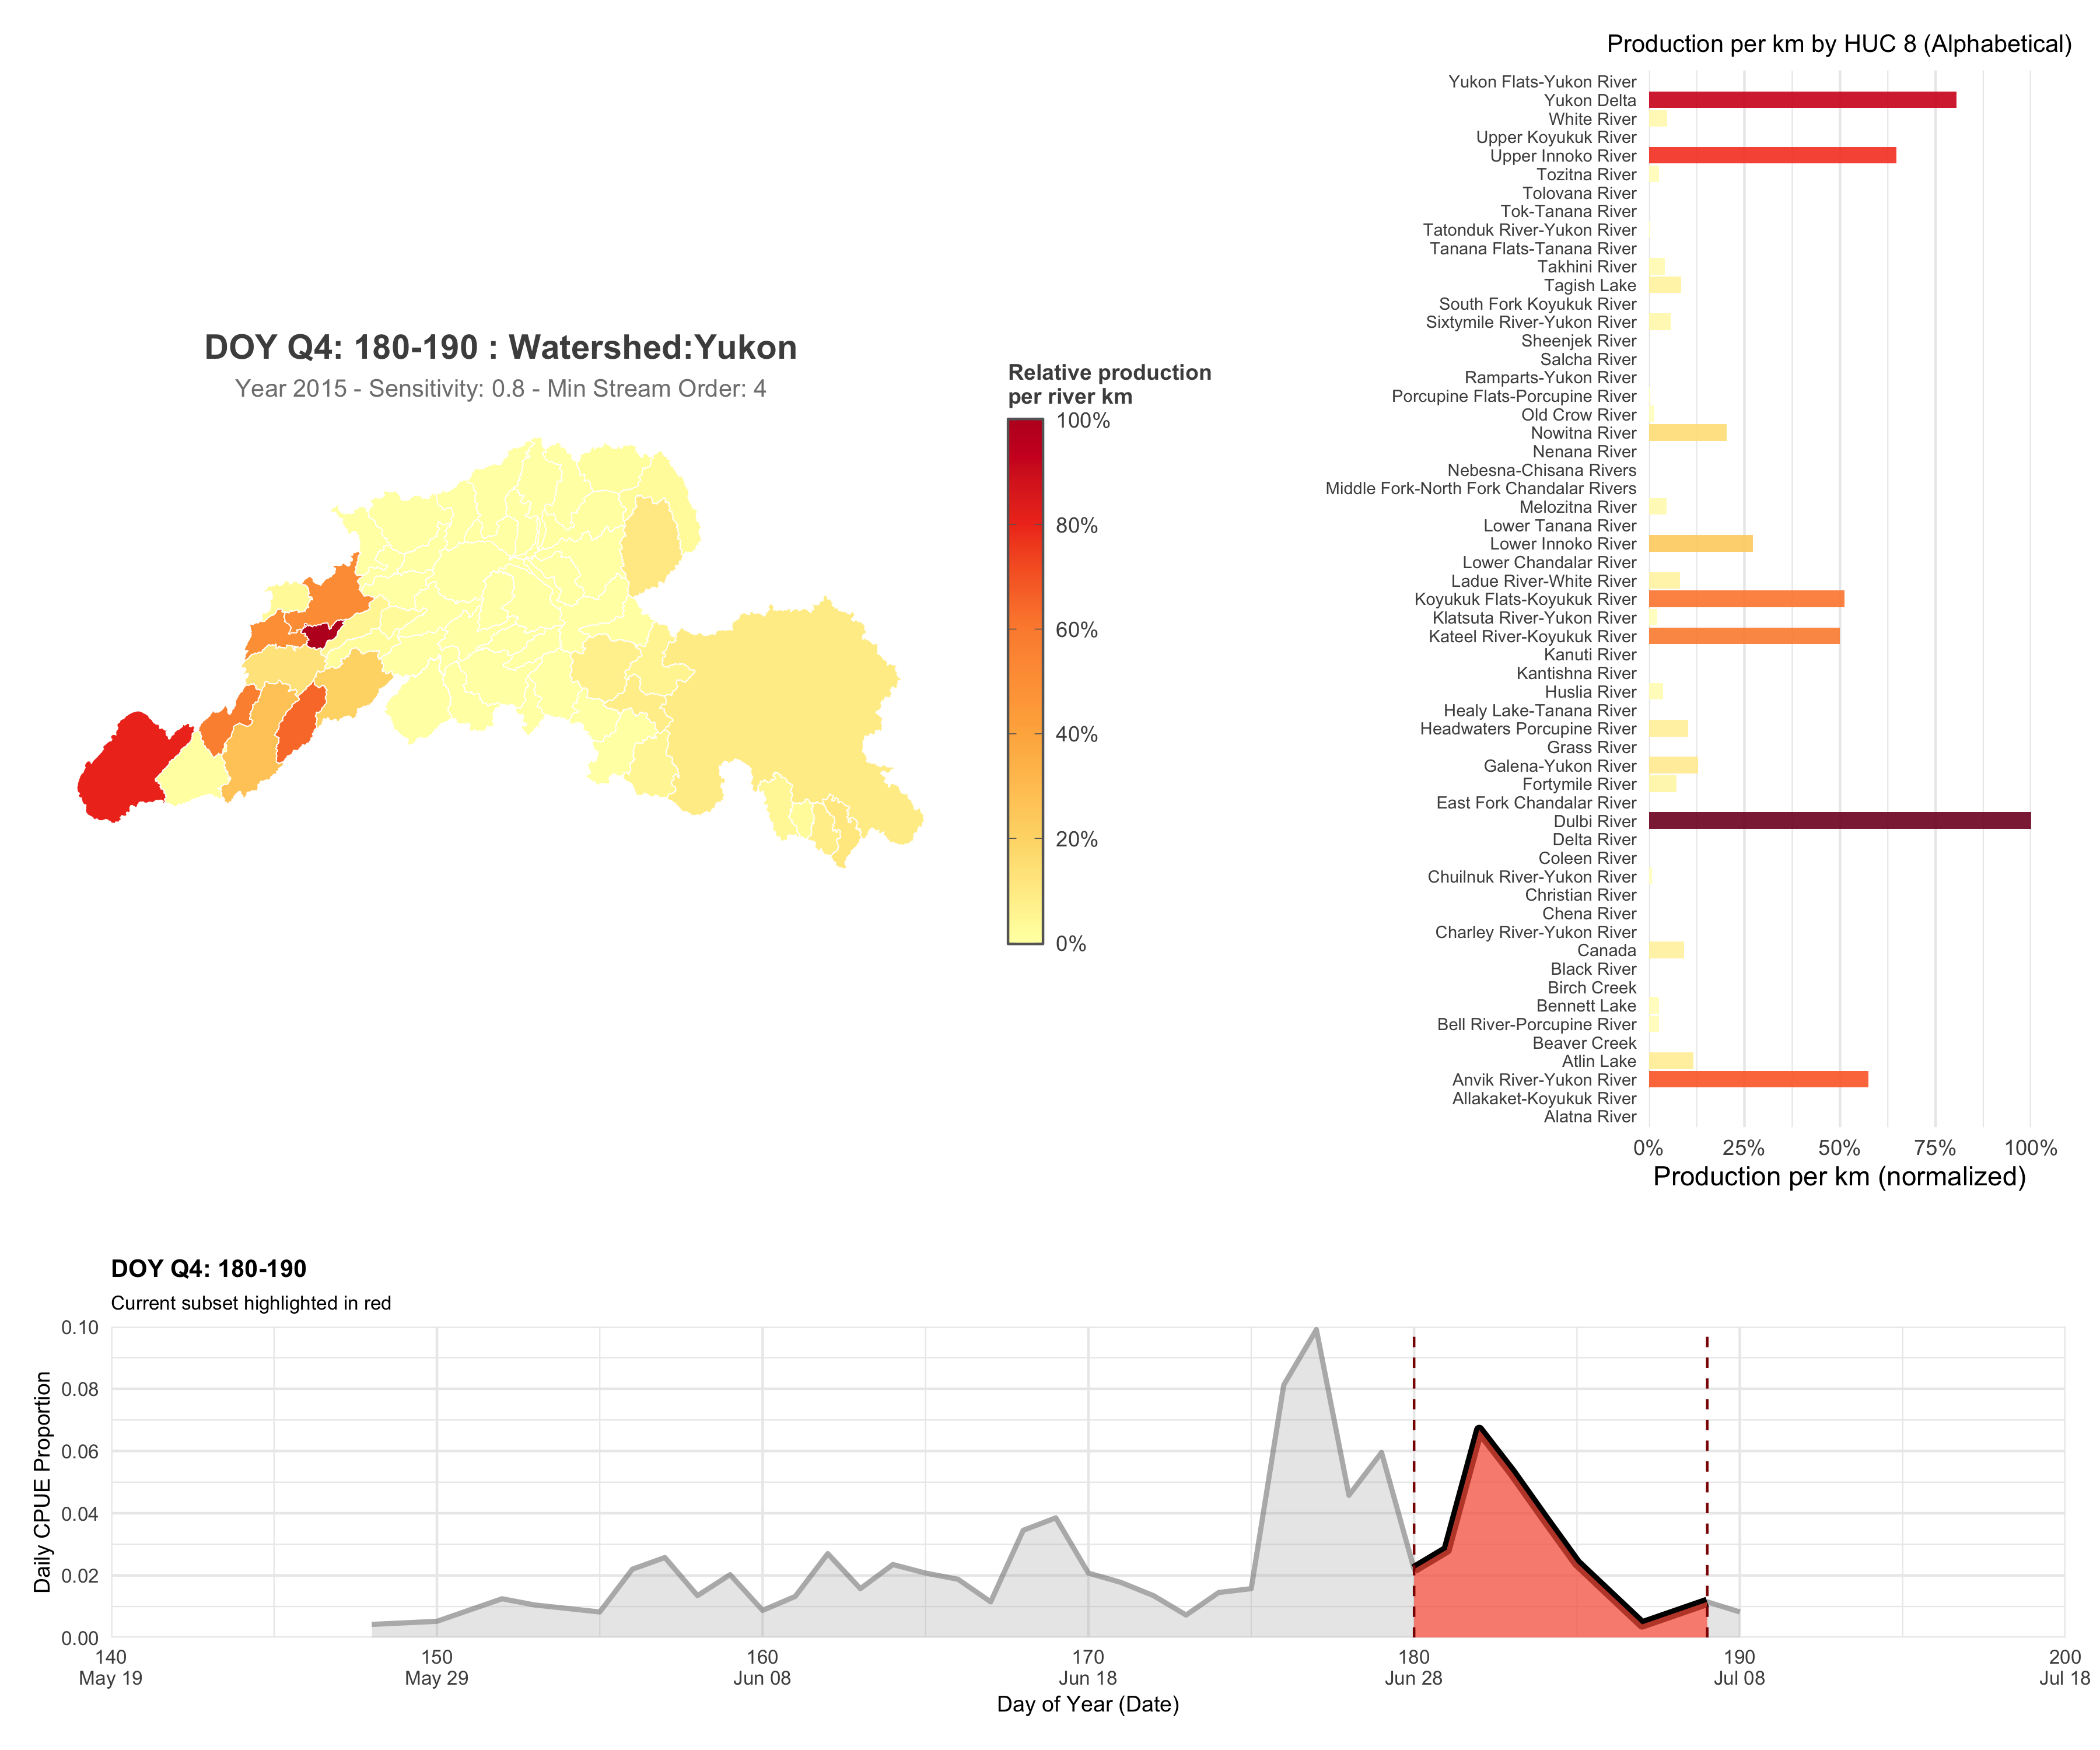 Production per km by HUC 8 (Alphabetical)
Yukon Flats-Yukon River
Yukon Delta
White River
Upper Koyukuk River
Upper Innoko River
Tozitna River
Tolovana River
Tok-Tanana River
Tatonduk River-Yukon River
Tanana Flats-Tanana River
Takhini River
Tagish Lake
South Fork Koyukuk River
Sixtymile River-Yukon River
Sheenjek River
Salcha River
Ramparts-Yukon River
Porcupine Flats-Porcupine River
Old Crow River
Nowitna River
Nenana River
Nebesna-Chisana Rivers
Middle Fork-North Fork Chandalar Rivers
Melozitna River
Lower Tanana River
Lower Innoko River
Lower Chandalar River
Ladue River-White River
Koyukuk Flats-Koyukuk River
Klatsuta River-Yukon River
Kateel River-Koyukuk River
Kanuti River
Kantishna River
Huslia River
Healy Lake-Tanana River
Headwaters Porcupine River
Grass River
Galena-Yukon River
Fortymile River
East Fork Chandalar River
Dulbi River
Delta River
Coleen River
Chuilnuk River-Yukon River
Christian River
Chena River
Charley River-Yukon River
Canada
Black River
Birch Creek
Bennett Lake
Bell River-Porcupine River
Beaver Creek
Atlin Lake
Anvik River-Yukon River
Allakaket-Koyukuk River
Alatna River
0% 25% 50% 75% 100%
Production per km (normalized)
DOY Q4: 180-190 : Watershed:Yukon
Year 2015 - Sensitivity: 0.8 - Min Stream Order: 4
Relative production
per river km
100%
80%
60%
40%
20%
0%
DOY Q4: 180-190
Current subset highlighted in red
Daily CPUE Proportion
0.10
0.08
0.06
0.04
0.02
0.00
140 150 160 170 180 190 200
May 19 May 29 Jun 08 Jun 18 Jun 28 Jul 08 Jul 18
Day of Year (Date)